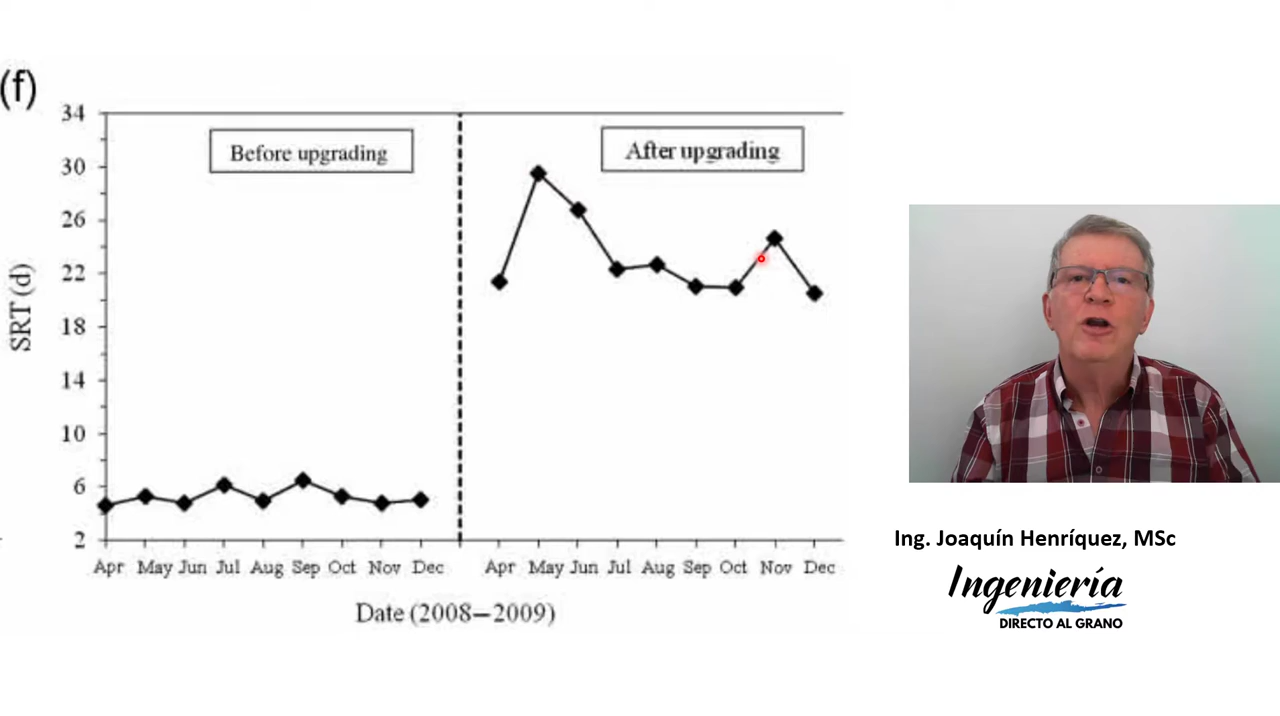 (f)
34
30
26
22
18
14
10
6
2
SRT (d)
Before upgrading
After upgrading
Apr May Jun Jul Aug Sep Oct Nov Dec
Apr May Jun Jul Aug Sep Oct Nov Dec
Date (2008—2009)
Ing. Joaquín Henríquez, MSc
Ingeniería
DIRECTO AL GRANO